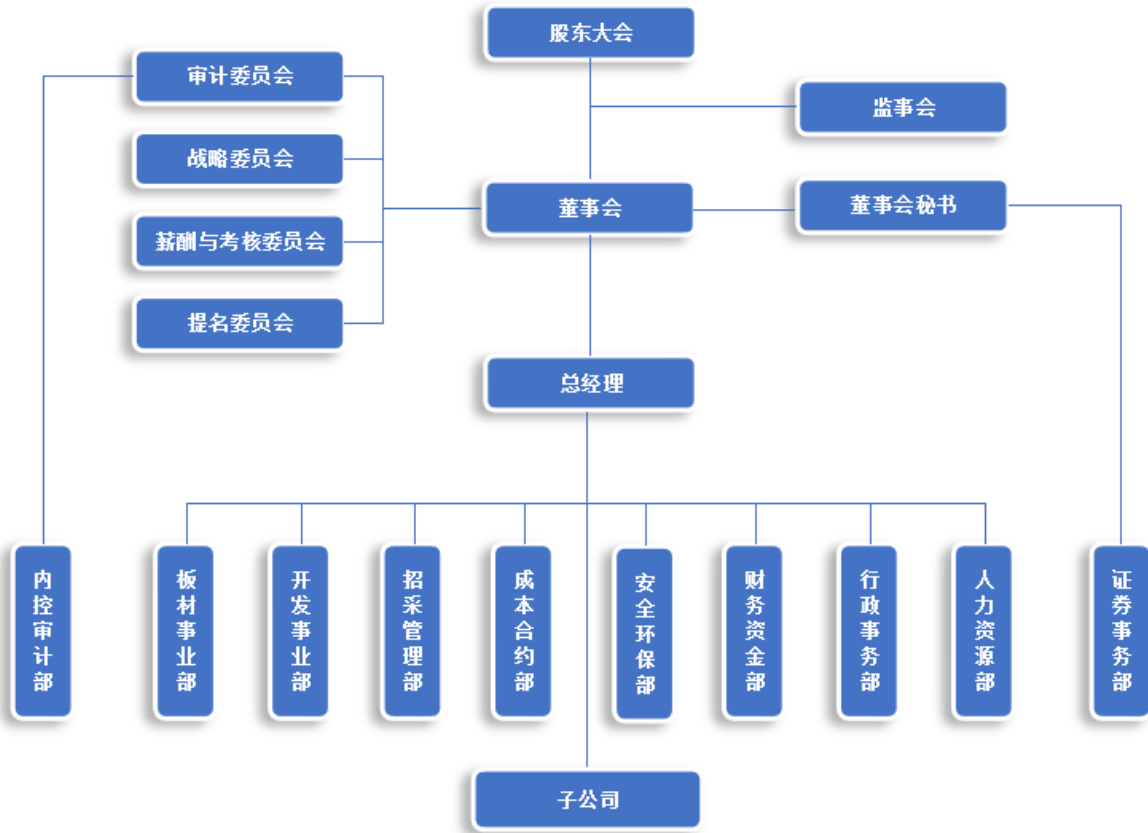 股东大会
审计委员会
监事会
战略委员会
董事会
董事会秘书
薪酬与考核委员会
提名委员会
总经理
内控审计部
板材事业部
开发事业部
招采管理部
成本合约部
安全环保部
财务资金部
行政事务部
人力资源部
证券事务部
子公司